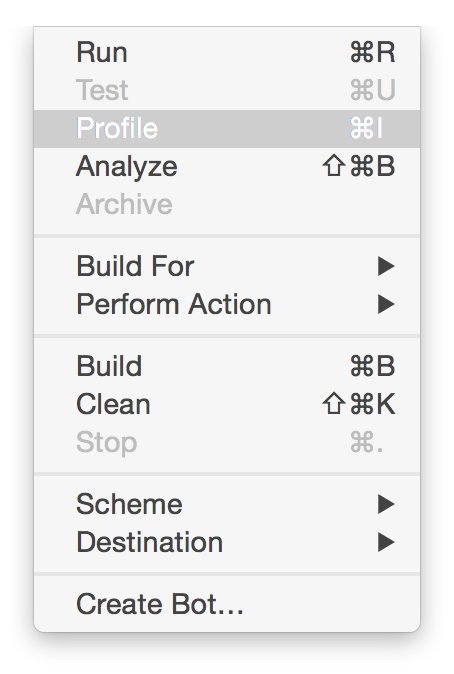 Run ⌘R
Test ⌘U
Profile ⌘I
Analyze ⇧⌘B
Archive
Build For ▶
Perform Action ▶
Build ⌘B
Clean ⇧⌘K
Stop ⌘.
Scheme ▶
Destination ▶
Create Bot...